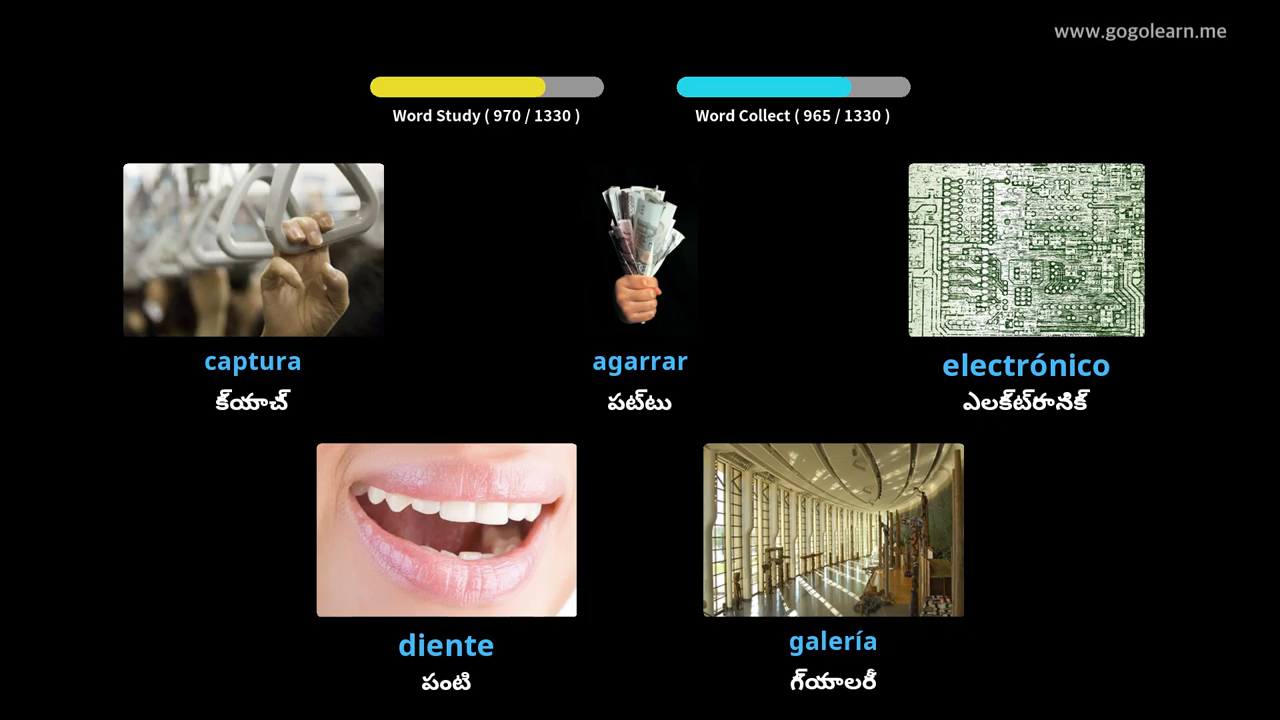 www.gogolearn.me
Word Study ( 970 / 1330 )
Word Collect ( 965 / 1330 )
captura
క్‌యాచ్
agarrar
పట్‌టు
electrónico
ఎలక్‌ట్‌రానిక్
diente
పంటి
galería
గ్‌యాలరీ